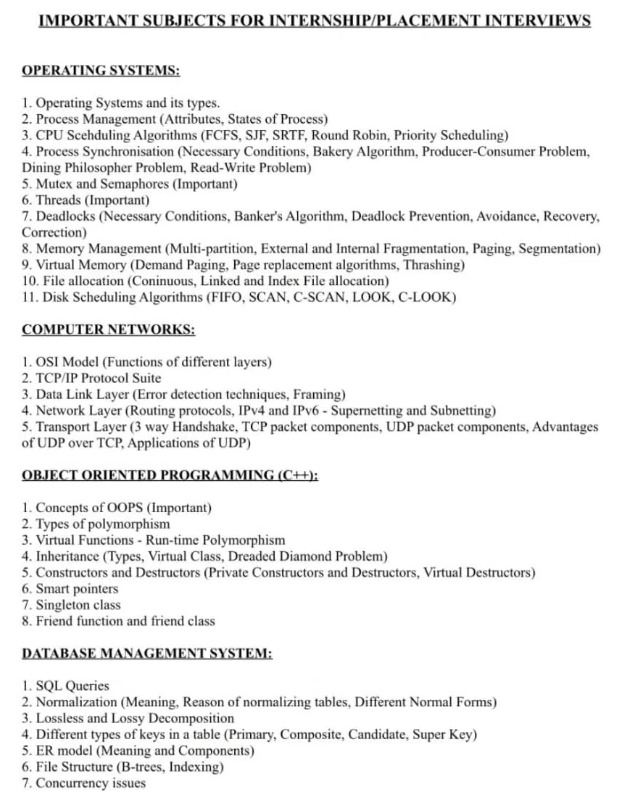 IMPORTANT SUBJECTS FOR INTERNSHIP/PLACEMENT INTERVIEWS
OPERATING SYSTEMS:
1. Operating Systems and its types.
2. Process Management (Attributes, States of Process)
3. CPU Scehduling Algorithms (FCFS, SJF, SRTF, Round Robin, Priority Scheduling)
4. Process Synchronisation (Necessary Conditions, Bakery Algorithm, Producer-Consumer Problem,
Dining Philosopher Problem, Read-Write Problem)
5. Mutex and Semaphores (Important)
6. Threads (Important)
7. Deadlocks (Necessary Conditions, Banker's Algorithm, Deadlock Prevention, Avoidance, Recovery,
Correction)
8. Memory Management (Multi-partition, External and Internal Fragmentation, Paging, Segmentation)
9. Virtual Memory (Demand Paging, Page replacement algorithms, Thrashing)
10. File allocation (Coninuous, Linked and Index File allocation)
11. Disk Scheduling Algorithms (FIFO, SCAN, C-SCAN, LOOK, C-LOOK)
COMPUTER NETWORKS:
1. OSI Model (Functions of different layers)
2. TCP/IP Protocol Suite
3. Data Link Layer (Error detection techniques, Framing)
4. Network Layer (Routing protocols, IPv4 and IPv6 - Supernetting and Subnetting)
5. Transport Layer (3 way Handshake, TCP packet components, UDP packet components, Advantages
of UDP over TCP, Applications of UDP)
OBJECT ORIENTED PROGRAMMING (C++):
1. Concepts of OOPS (Important)
2. Types of polymorphism
3. Virtual Functions - Run-time Polymorphism
4. Inheritance (Types, Virtual Class, Dreaded Diamond Problem)
5. Constructors and Destructors (Private Constructors and Destructors, Virtual Destructors)
6. Smart pointers
7. Singleton class
8. Friend function and friend class
DATABASE MANAGEMENT SYSTEM:
1. SQL Queries
2. Normalization (Meaning, Reason of normalizing tables, Different Normal Forms)
3. Lossless and Lossy Decomposition
4. Different types of keys in a table (Primary, Composite, Candidate, Super Key)
5. ER model (Meaning and Components)
6. File Structure (B-trees, Indexing)
7. Concurrency issues